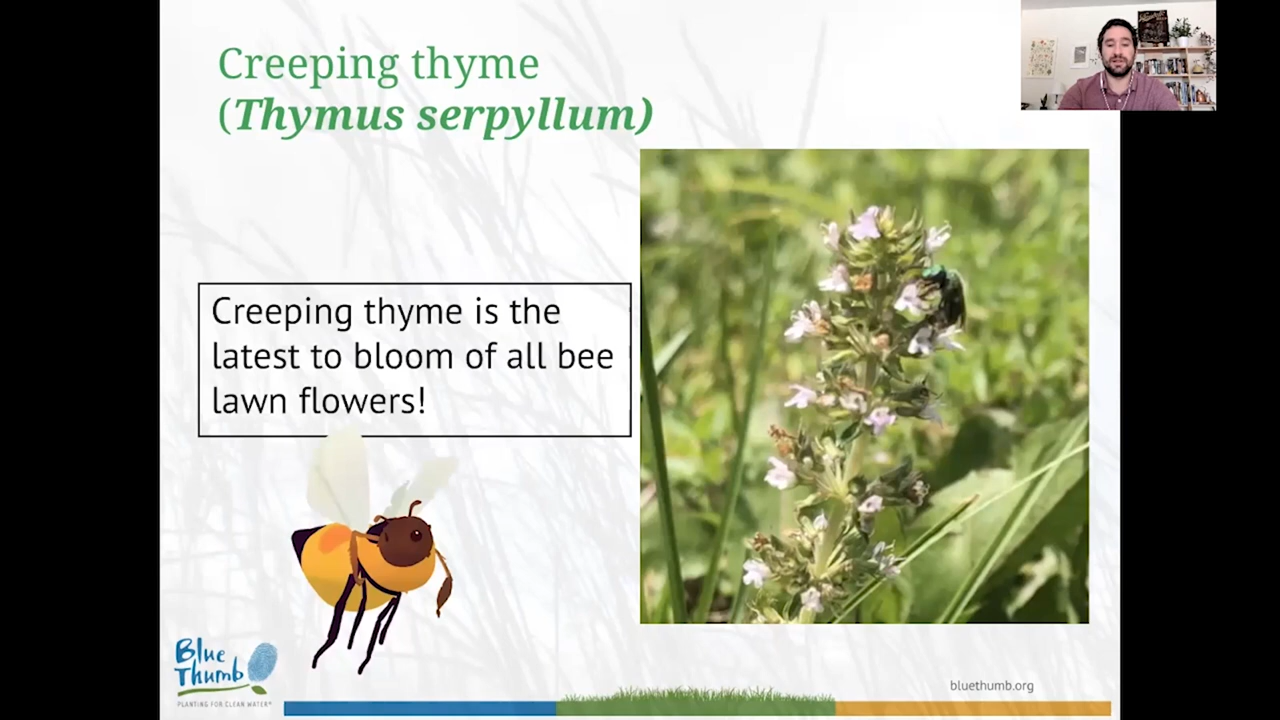 Creeping thyme
(Thymus serpyllum)
Creeping thyme is the
latest to bloom of all bee
lawn flowers!
Blue
Thumb
PLANTING FOR CLEAN WATER
bluethumb.org